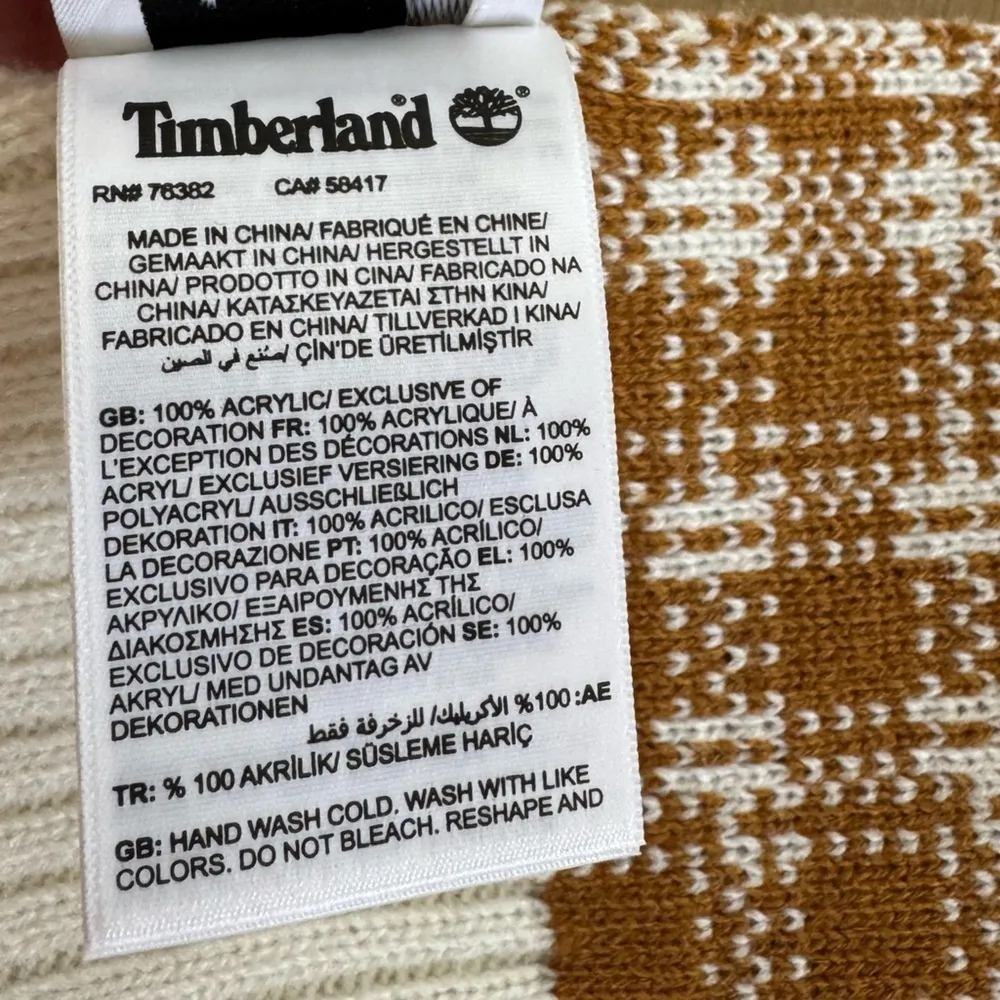 Timberland®®
RN# 76382 CA# 58417
MADE IN CHINA/ FABRIQUÉ EN CHINE/
GEMAAKT IN CHINA/ HERGESTELLT IN
CHINA/ PRODOTTO IN CINA/ FABRICADO NA
CHINA/ ΚΑΤΑΣΚΕΥΑΖΕΤΑΙ ΣΤΗΝ ΚΙΝΑ/
FABRICADO EN CHINA/ TILLVERKAD I KINA/
صنع في الصين/ ÇİN'DE ÜRETİLMİŞTİR
GB: 100% ACRYLIC/ EXCLUSIVE OF
DECORATION FR: 100% ACRYLIQUE/ À
L'EXCEPTION DES DÉCORATIONS NL: 100%
ACRYL/ EXCLUSIEF VERSIERING DE: 100%
POLYACRYL/ AUSSCHLIEßLICH
DEKORATION IT: 100% ACRILICO/ ESCLUSA
LA DECORAZIONE PT: 100% ACRÍLICO/
EXCLUSIVO PARA DECORAÇÃO EL: 100%
ΑΚΡΥΛΙΚΟ/ ΕΞΑΙΡΟΥΜΕΝΗΣ ΤΗΣ
ΔΙΑΚΟΣΜΗΣΗΣ ES: 100% ACRÍLICO/
EXCLUSIVO DE DECORACIÓN SE: 100%
AKRYL/ MED UNDANTAG AV
DEKORATIONEN
AE: 100% الأكريليك/ للزخرفة فقط
TR: % 100 AKRİLİK/ SÜSLEME HARİÇ
GB: HAND WASH COLD. WASH WITH LIKE
COLORS. DO NOT BLEACH. RESHAPE AND